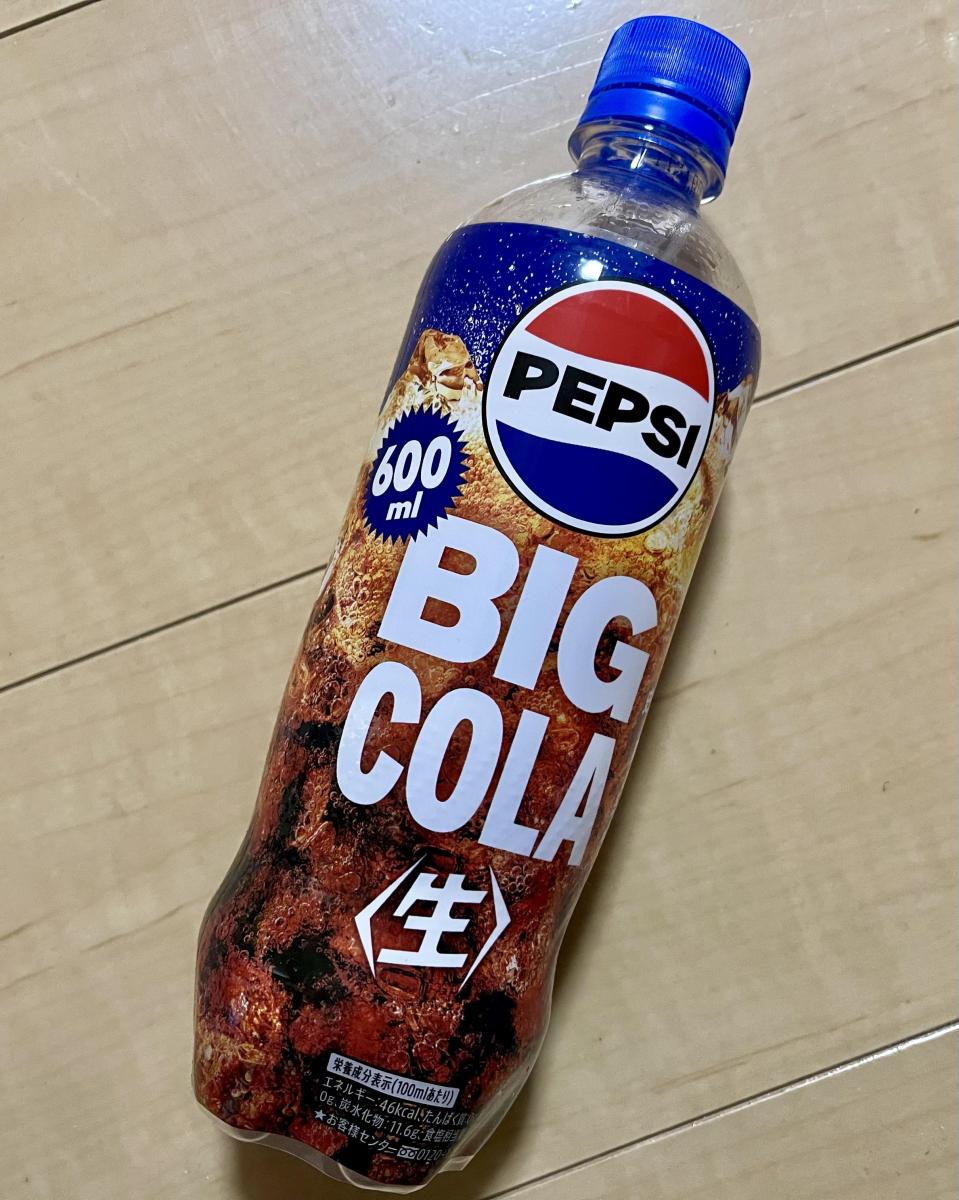 PEPSI
600
ml
BIG
COLA
〈生〉
栄養成分表示(100mlあたり)
エネルギー:46kcal、たんぱく質
0g、炭水化物:11.6g、食塩相当
★お客様センター 0120-